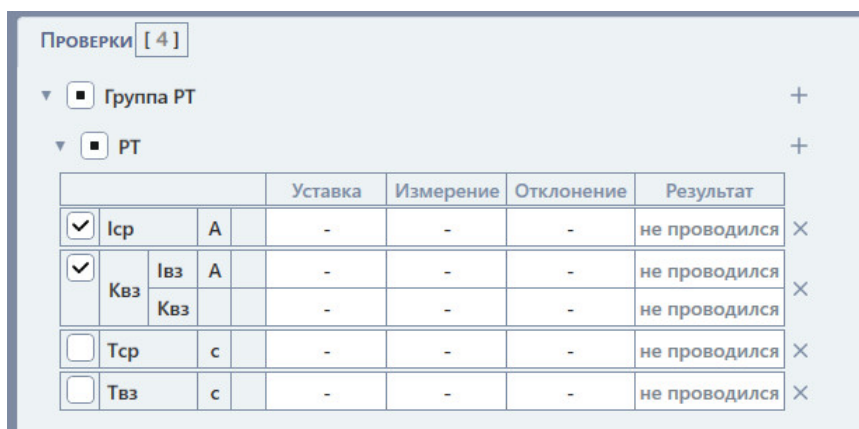 Проверки [ 4 ]
Группа РТ
РТ
Уставка Измерение Отклонение Результат
Iср А - - - не проводился
Квз Iвз А - - - не проводился
Квз - - - не проводился
Тср с - - - не проводился
Твз с - - - не проводился